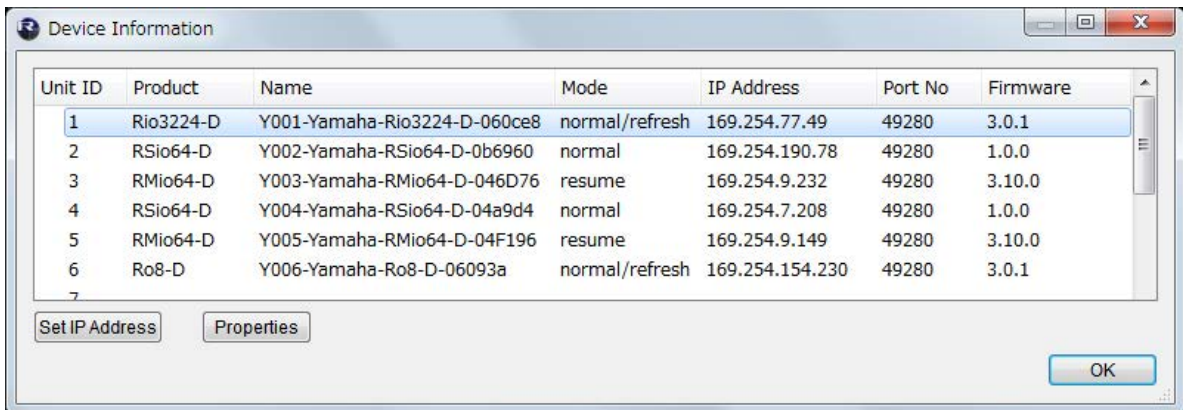 Device Information
Unit ID Product Name Mode IP Address Port No Firmware
1 Rio3224-D Y001-Yamaha-Rio3224-D-060ce8 normal/refresh 169.254.77.49 49280 3.0.1
2 RSio64-D Y002-Yamaha-RSio64-D-0b6960 normal 169.254.190.78 49280 1.0.0
3 RMio64-D Y003-Yamaha-RMio64-D-046D76 resume 169.254.9.232 49280 3.10.0
4 RSio64-D Y004-Yamaha-RSio64-D-04a9d4 normal 169.254.7.208 49280 1.0.0
5 RMio64-D Y005-Yamaha-RMio64-D-04F196 resume 169.254.9.149 49280 3.10.0
6 Ro8-D Y006-Yamaha-Ro8-D-06093a normal/refresh 169.254.154.230 49280 3.0.1
7
Set IP Address Properties
OK